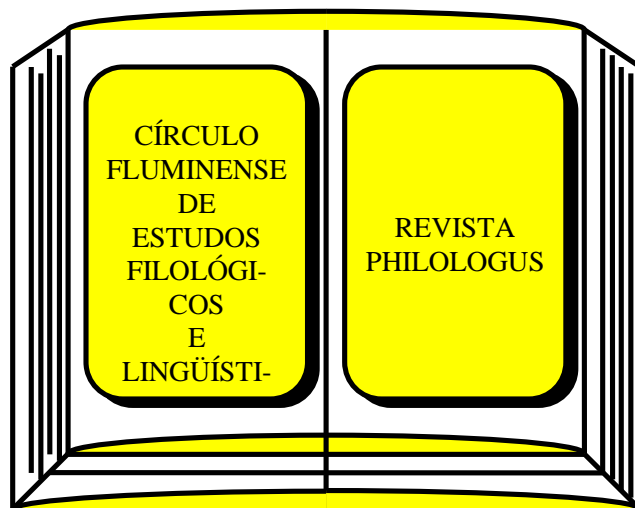 CÍRCULO
FLUMINENSE
DE
ESTUDOS
FILOLÓGI-
COS
E
LINGÜÍSTI-
REVISTA
PHILOLOGUS